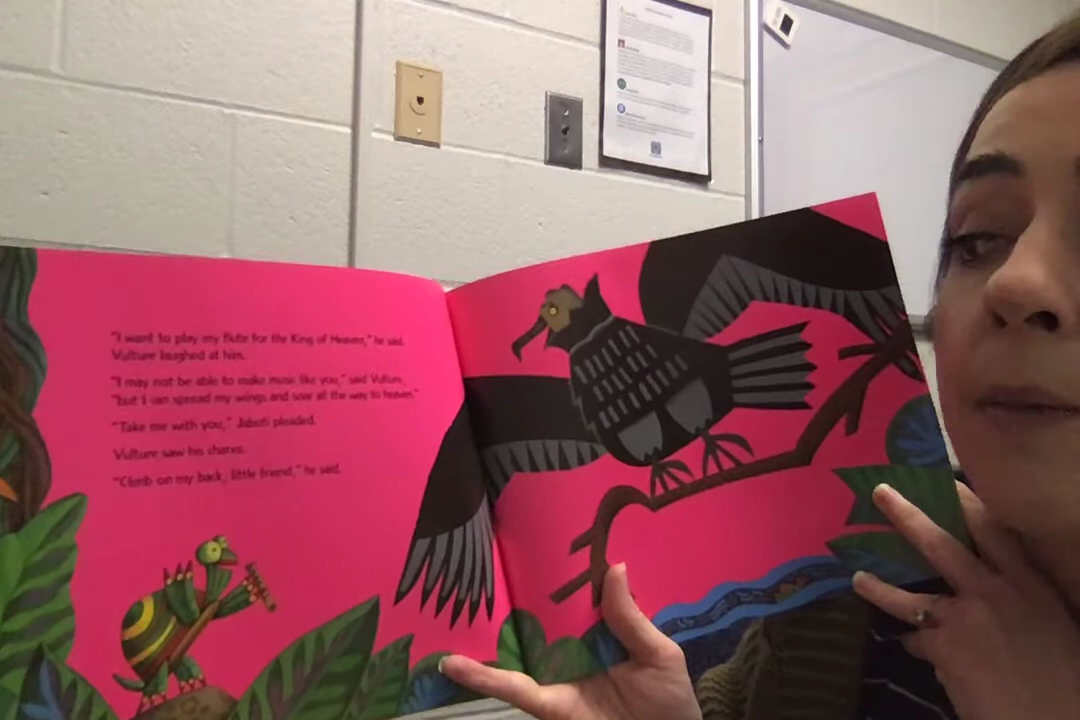 "I want to play my flute for the King of Heaven," he said.
Vulture laughed at him.
"I may not be able to make music like you," said Vulture,
"but I can spread my wings and soar all the way to heaven."
"Take me with you," Jabuti pleaded.
Vulture saw his chance.
"Climb on my back, little friend," he said.